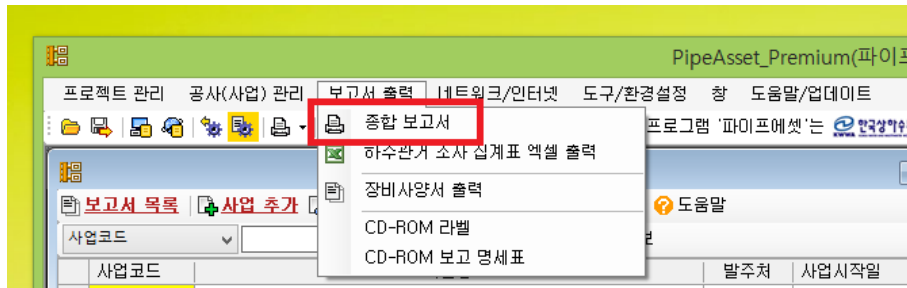 PipeAsset_Premium(파이프
프로젝트 관리 공사(사업) 관리 보고서 출력 네트워크/인터넷 도구/환경설정 창 도움말/업데이트
종합 보고서
프로그램 '파이프에셋'는 한국상하수
하수관거 조사 집계표 엑셀 출력
장비사양서 출력
보고서 목록 사업 추가 도움말
CD-ROM 라벨
사업코드
CD-ROM 보고 명세표
사업코드 발주처 사업시작일